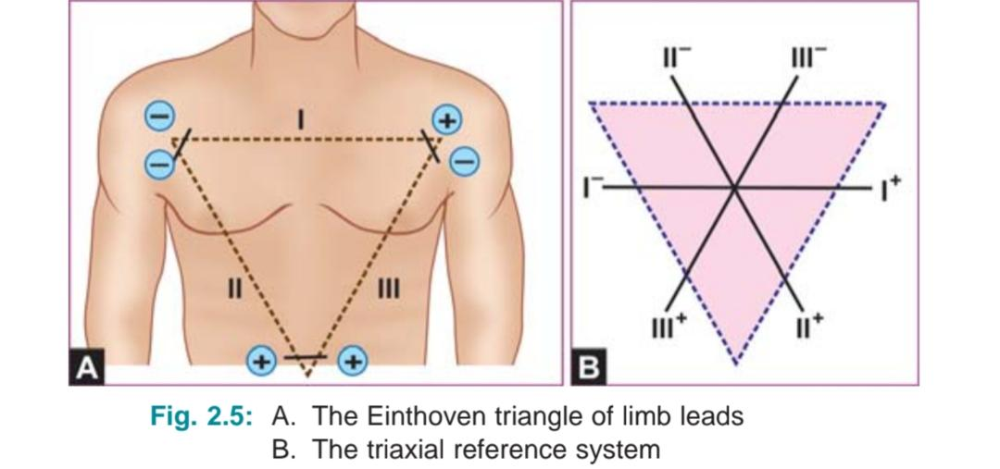 II⁻ III⁻
− I +
− −
I⁻ I⁺
II III
III⁺ II⁺
+ +
A B
Fig. 2.5: A. The Einthoven triangle of limb leads
B. The triaxial reference system